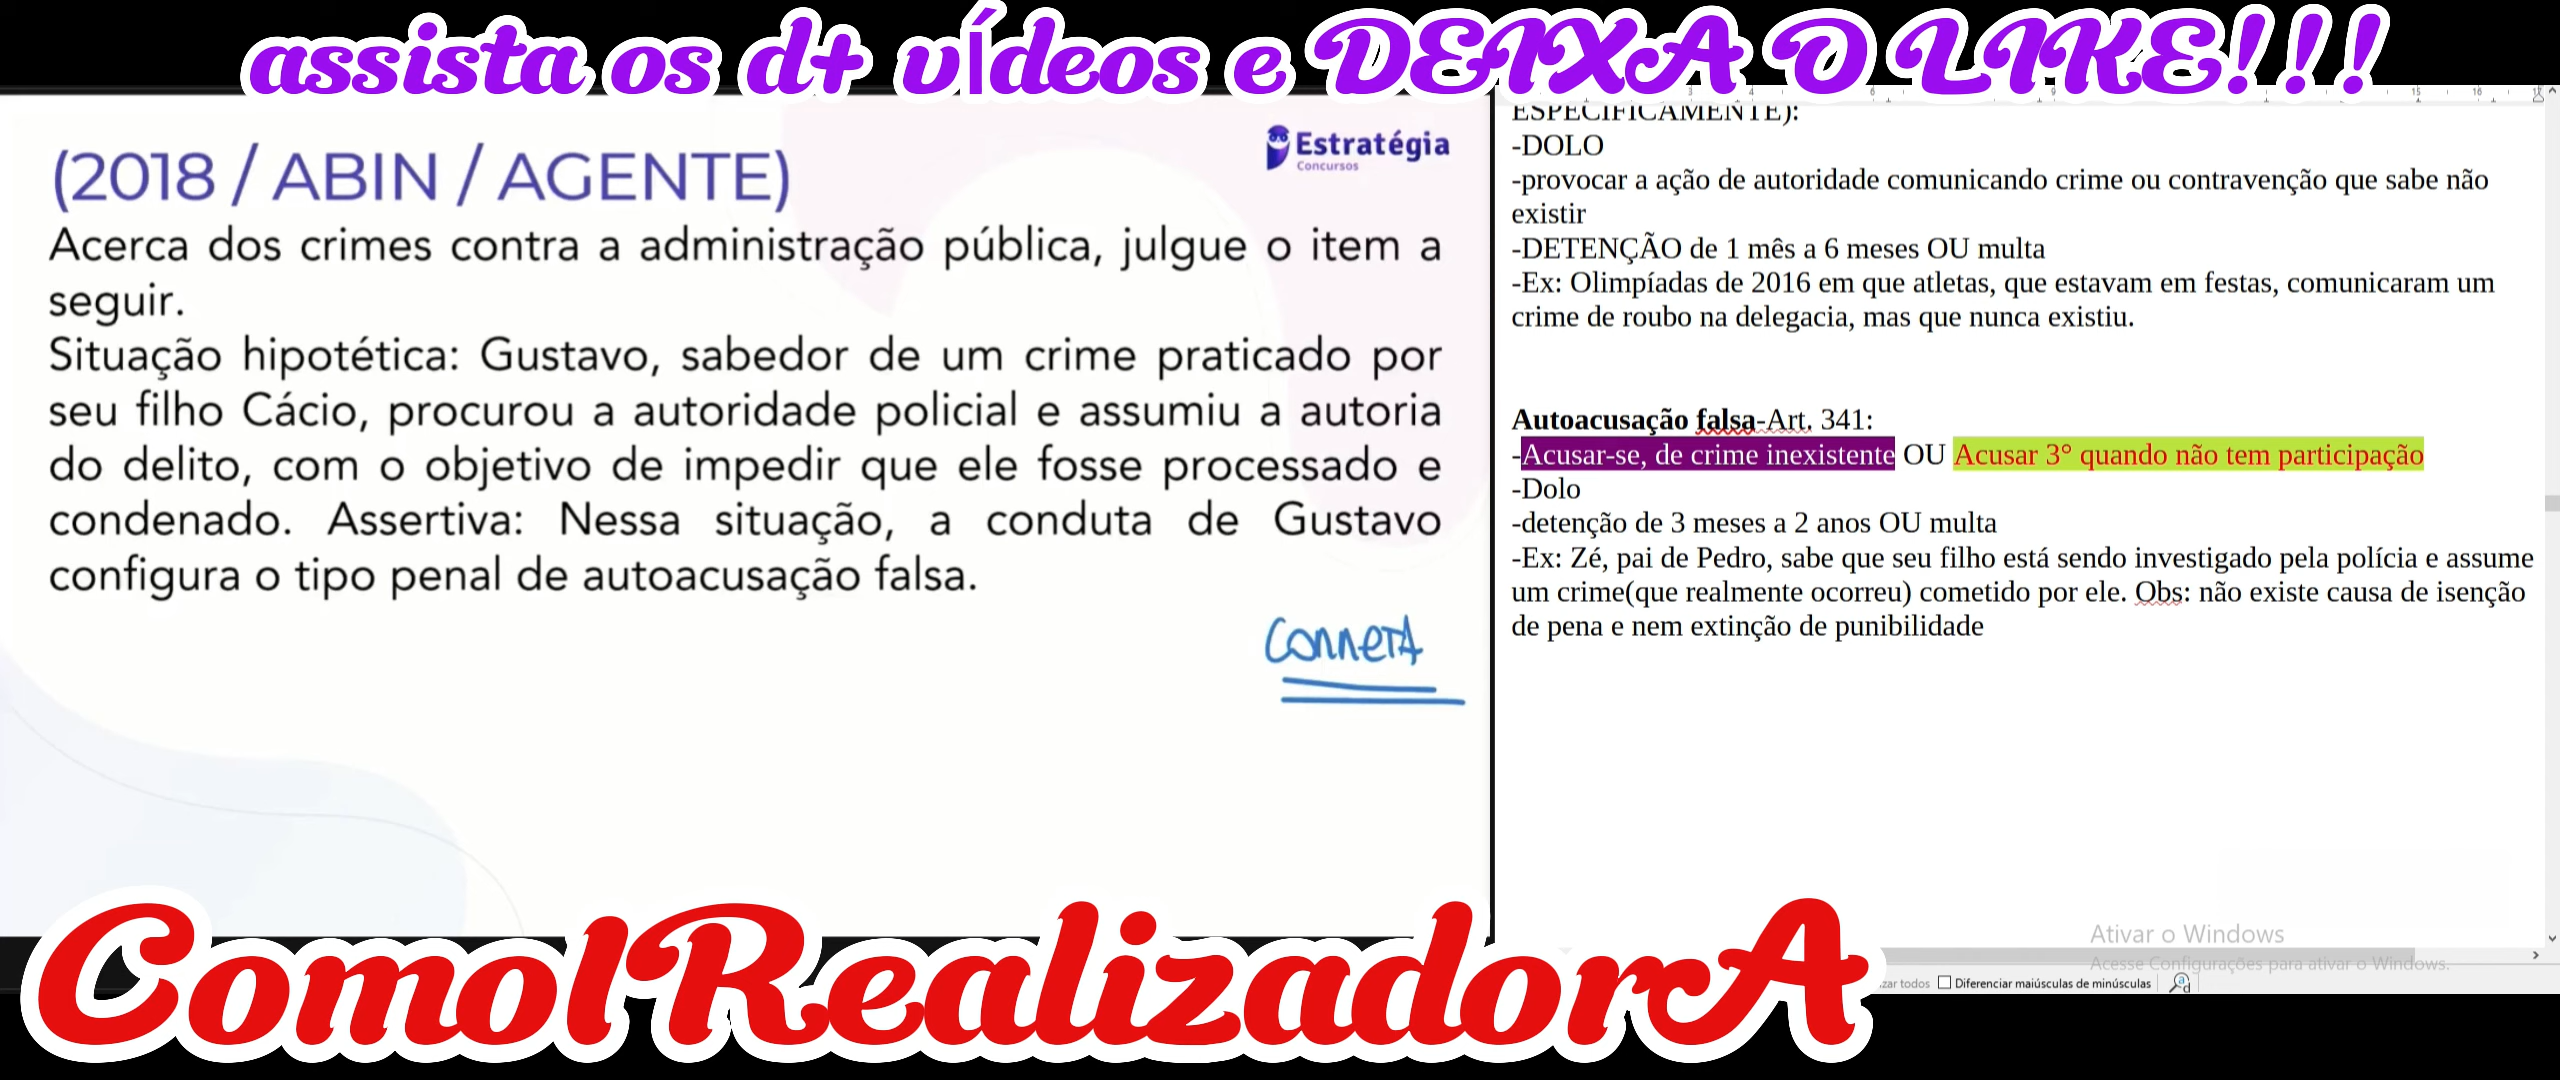 assista os d+ vÍdeos e DEIXA O LIKE!!!
Estratégia
Concursos
(2018 / ABIN / AGENTE)
Acerca dos crimes contra a administração pública, julgue o item a
seguir.
Situação hipotética: Gustavo, sabedor de um crime praticado por
seu filho Cácio, procurou a autoridade policial e assumiu a autoria
do delito, com o objetivo de impedir que ele fosse processado e
condenado. Assertiva: Nessa situação, a conduta de Gustavo
configura o tipo penal de autoacusação falsa.
ESPECIFICAMENTE):
-DOLO
-provocar a ação de autoridade comunicando crime ou contravenção que sabe não
existir
-DETENÇÃO de 1 mês a 6 meses OU multa
-Ex: Olimpíadas de 2016 em que atletas, que estavam em festas, comunicaram um
crime de roubo na delegacia, mas que nunca existiu.
Autoacusação falsa-Art. 341:
-Acusar-se, de crime inexistente OU Acusar 3° quando não tem participação
-Dolo
-detenção de 3 meses a 2 anos OU multa
-Ex: Zé, pai de Pedro, sabe que seu filho está sendo investigado pela polícia e assume
um crime(que realmente ocorreu) cometido por ele. Obs: não existe causa de isenção
de pena e nem extinção de punibilidade
Ativar o Windows
Acesse Configurações para ativar o Windows.
todos
Diferenciar maiúsculas de minúsculas
ComolRealizadorA